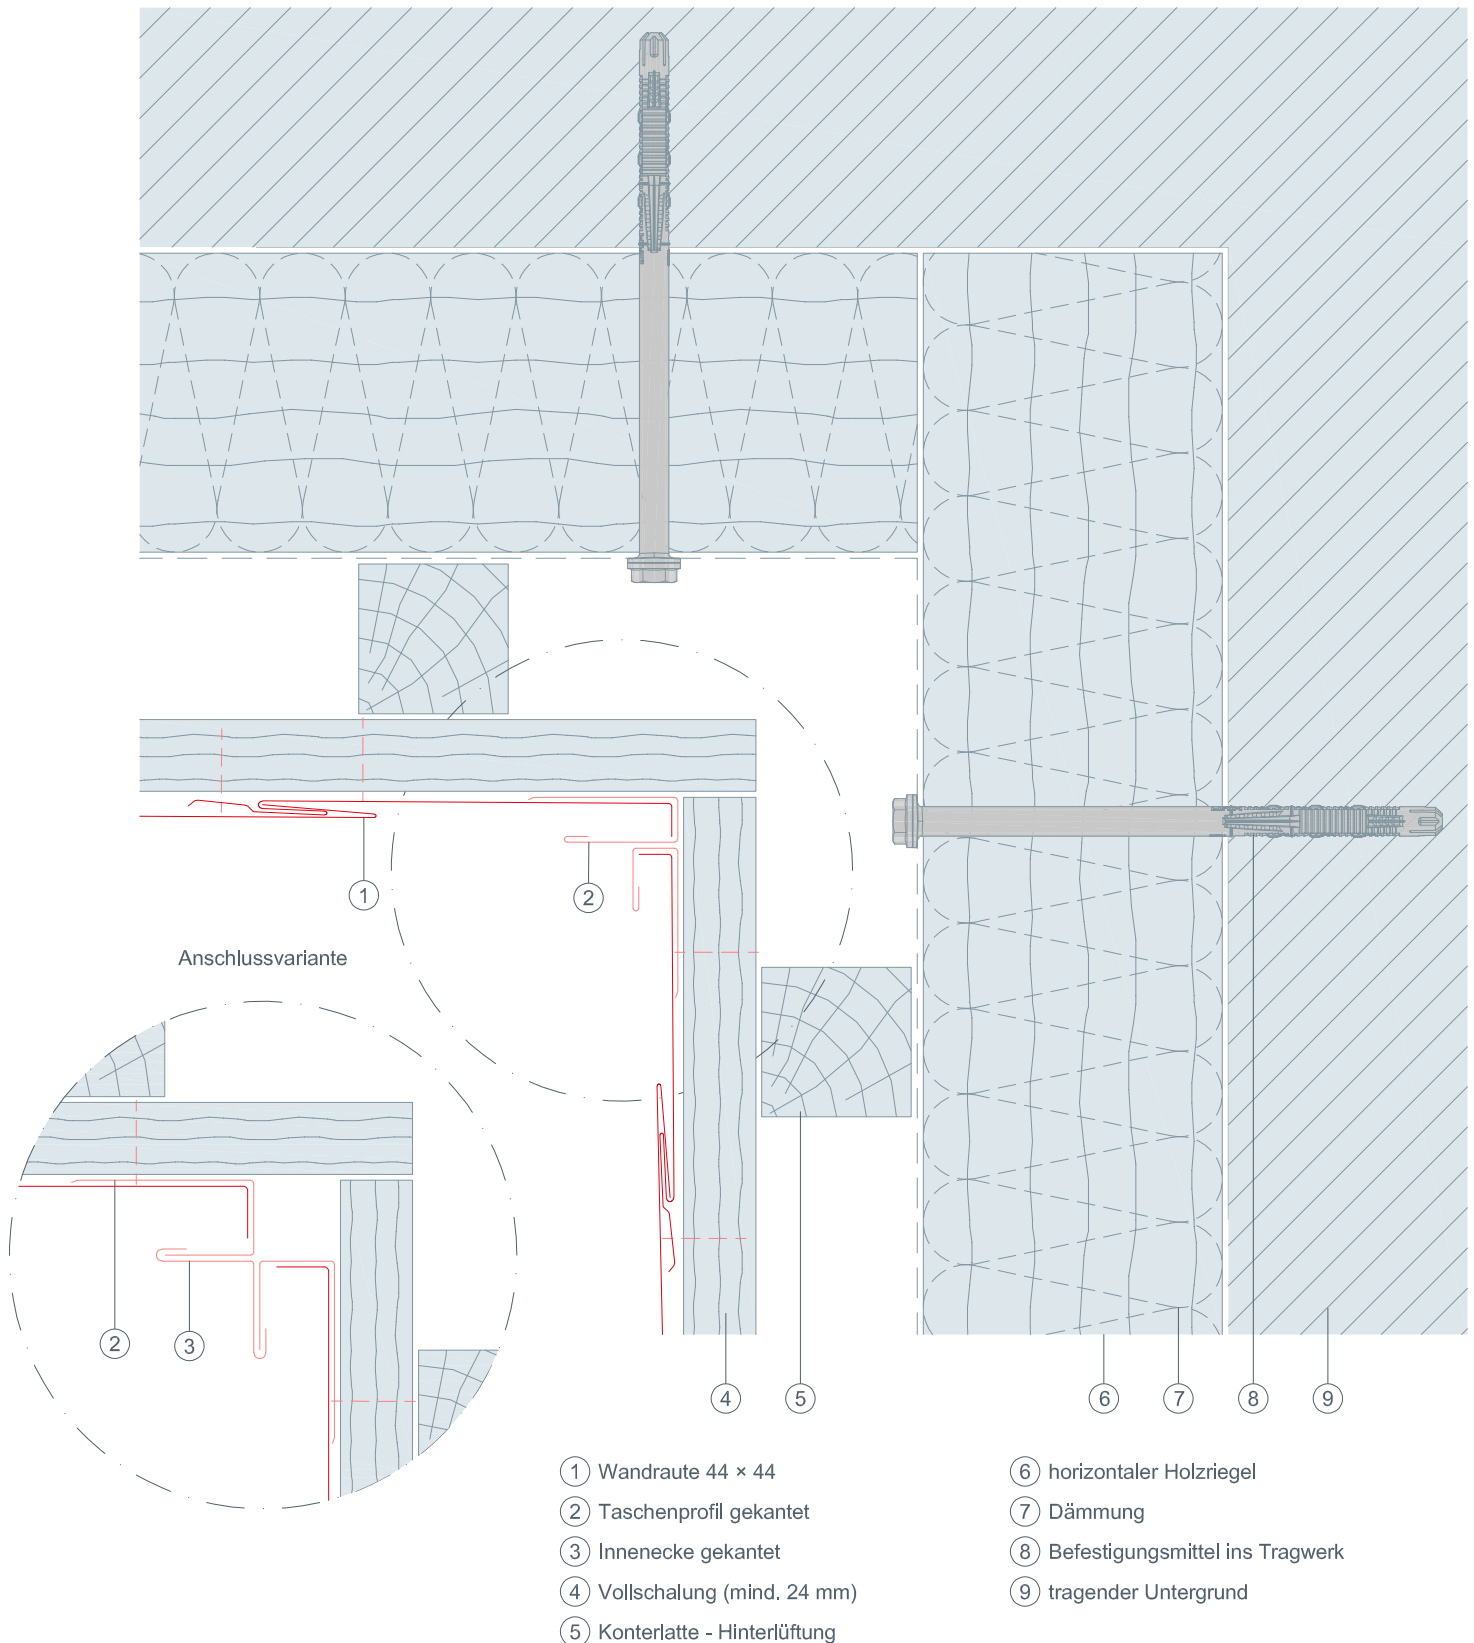 1
2
Anschlussvariante
2
3
4
5
6
7
8
9
1 Wandraute 44 × 44
2 Taschenprofil gekantet
3 Innenecke gekantet
4 Vollschalung (mind. 24 mm)
5 Konterlatte - Hinterlüftung
6 horizontaler Holzriegel
7 Dämmung
8 Befestigungsmittel ins Tragwerk
9 tragender Untergrund